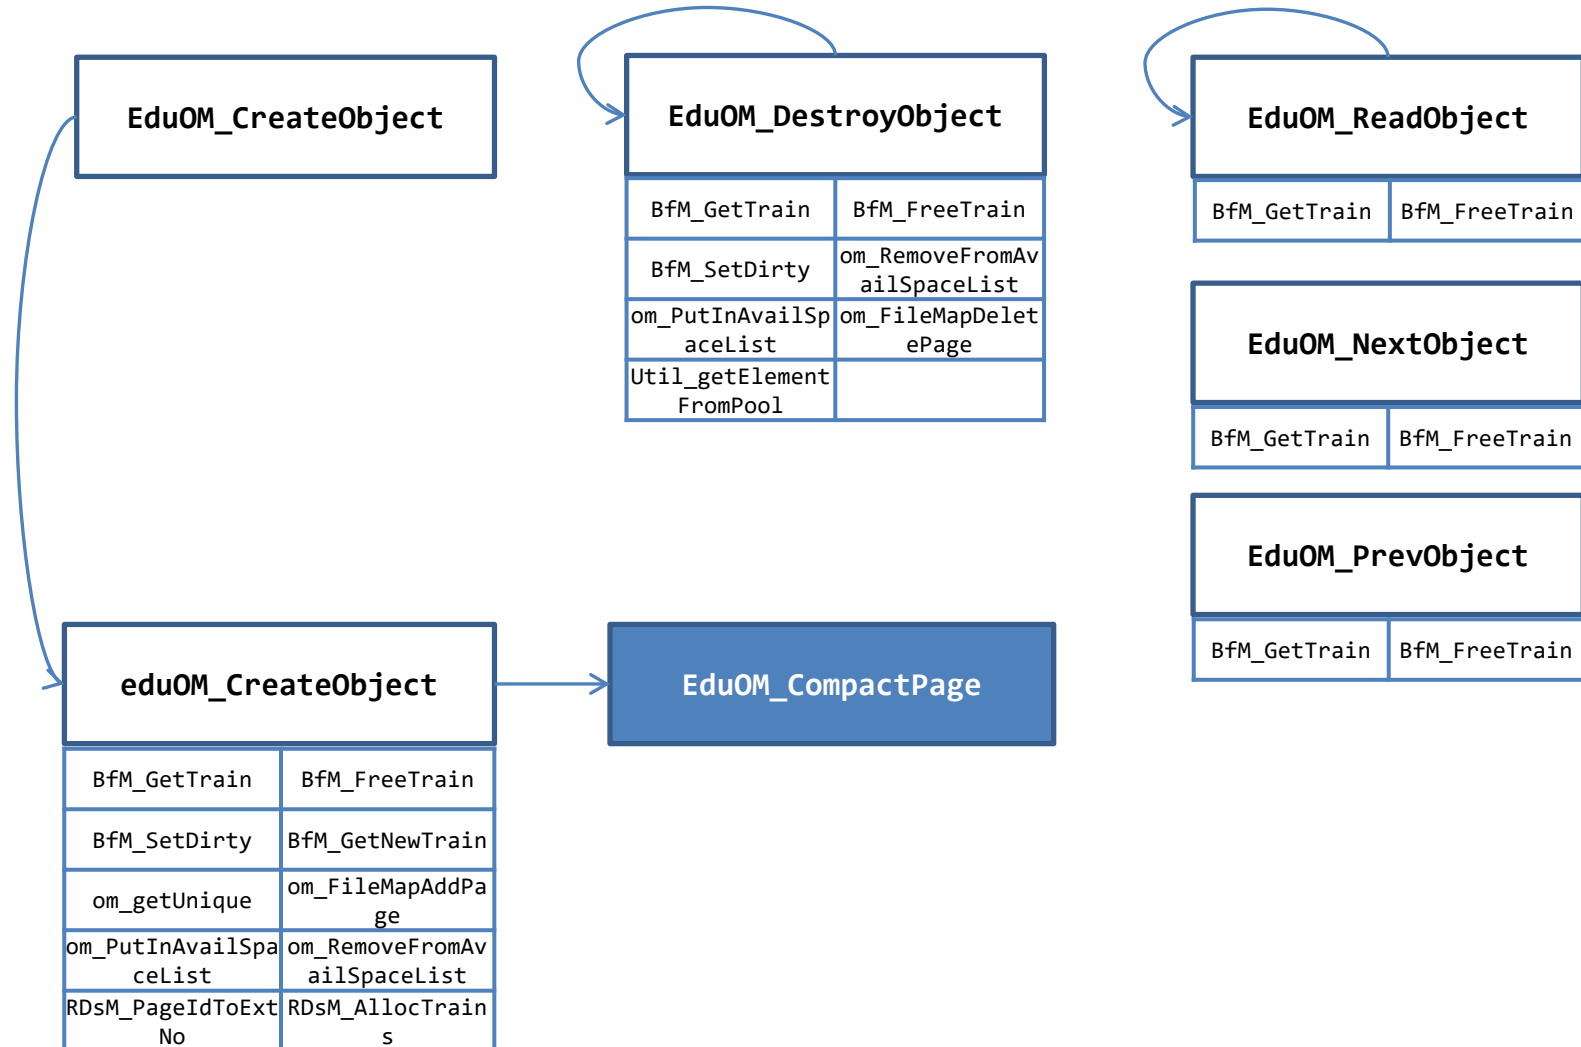 EduOM_CreateObject
EduOM_DestroyObject
BfM_GetTrain
BfM_FreeTrain
BfM_SetDirty
om_RemoveFromAv
ailSpaceList
om_PutInAvailSp
aceList
om_FileMapDelet
ePage
Util_getElement
FromPool
EduOM_ReadObject
BfM_GetTrain
BfM_FreeTrain
EduOM_NextObject
BfM_GetTrain
BfM_FreeTrain
EduOM_PrevObject
BfM_GetTrain
BfM_FreeTrain
eduOM_CreateObject
BfM_GetTrain
BfM_FreeTrain
BfM_SetDirty
BfM_GetNewTrain
om_getUnique
om_FileMapAddPa
ge
om_PutInAvailSpa
ceList
om_RemoveFromAv
ailSpaceList
RDsM_PageIdToExt
No
RDsM_AllocTrain
s
EduOM_CompactPage